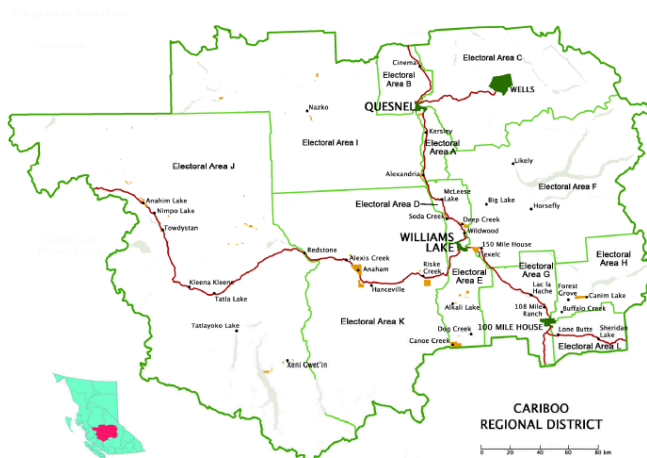 Electoral Area C
Cinema
Electoral
Area B
WELLS
QUESNEL
Nazko
Kersley
Electoral Area I
Electoral
Area A
Electoral Area J
Likely
Alexandria
Electoral Area F
McLeese
Lake
Anahim Lake
Nimpo Lake
Electoral Area D
Big Lake
Horsefly
Soda Creek
Deep Creek
Towdystan
Wildwood
WILLIAMS
LAKE
150 Mile House
Redstone
Alexis Creek
Electoral
Area G
Electoral
Area H
Anaham
Riske
Creek
Electoral
Area E
Kleena Kleene
Hanceville
Lac la
Hache
Forest
Grove
Canim Lake
Tatla Lake
Alkali Lake
108 Mile
Ranch
Buffalo Creek
Electoral Area K
Tatlayoko Lake
Dog Creek
100 MILE HOUSE
Lone Butte
Sheridan
Lake
Canoe Creek
Electoral Area L
Xeni Gwet'in
CARIBOO
REGIONAL DISTRICT
0 20 40 60 80 km